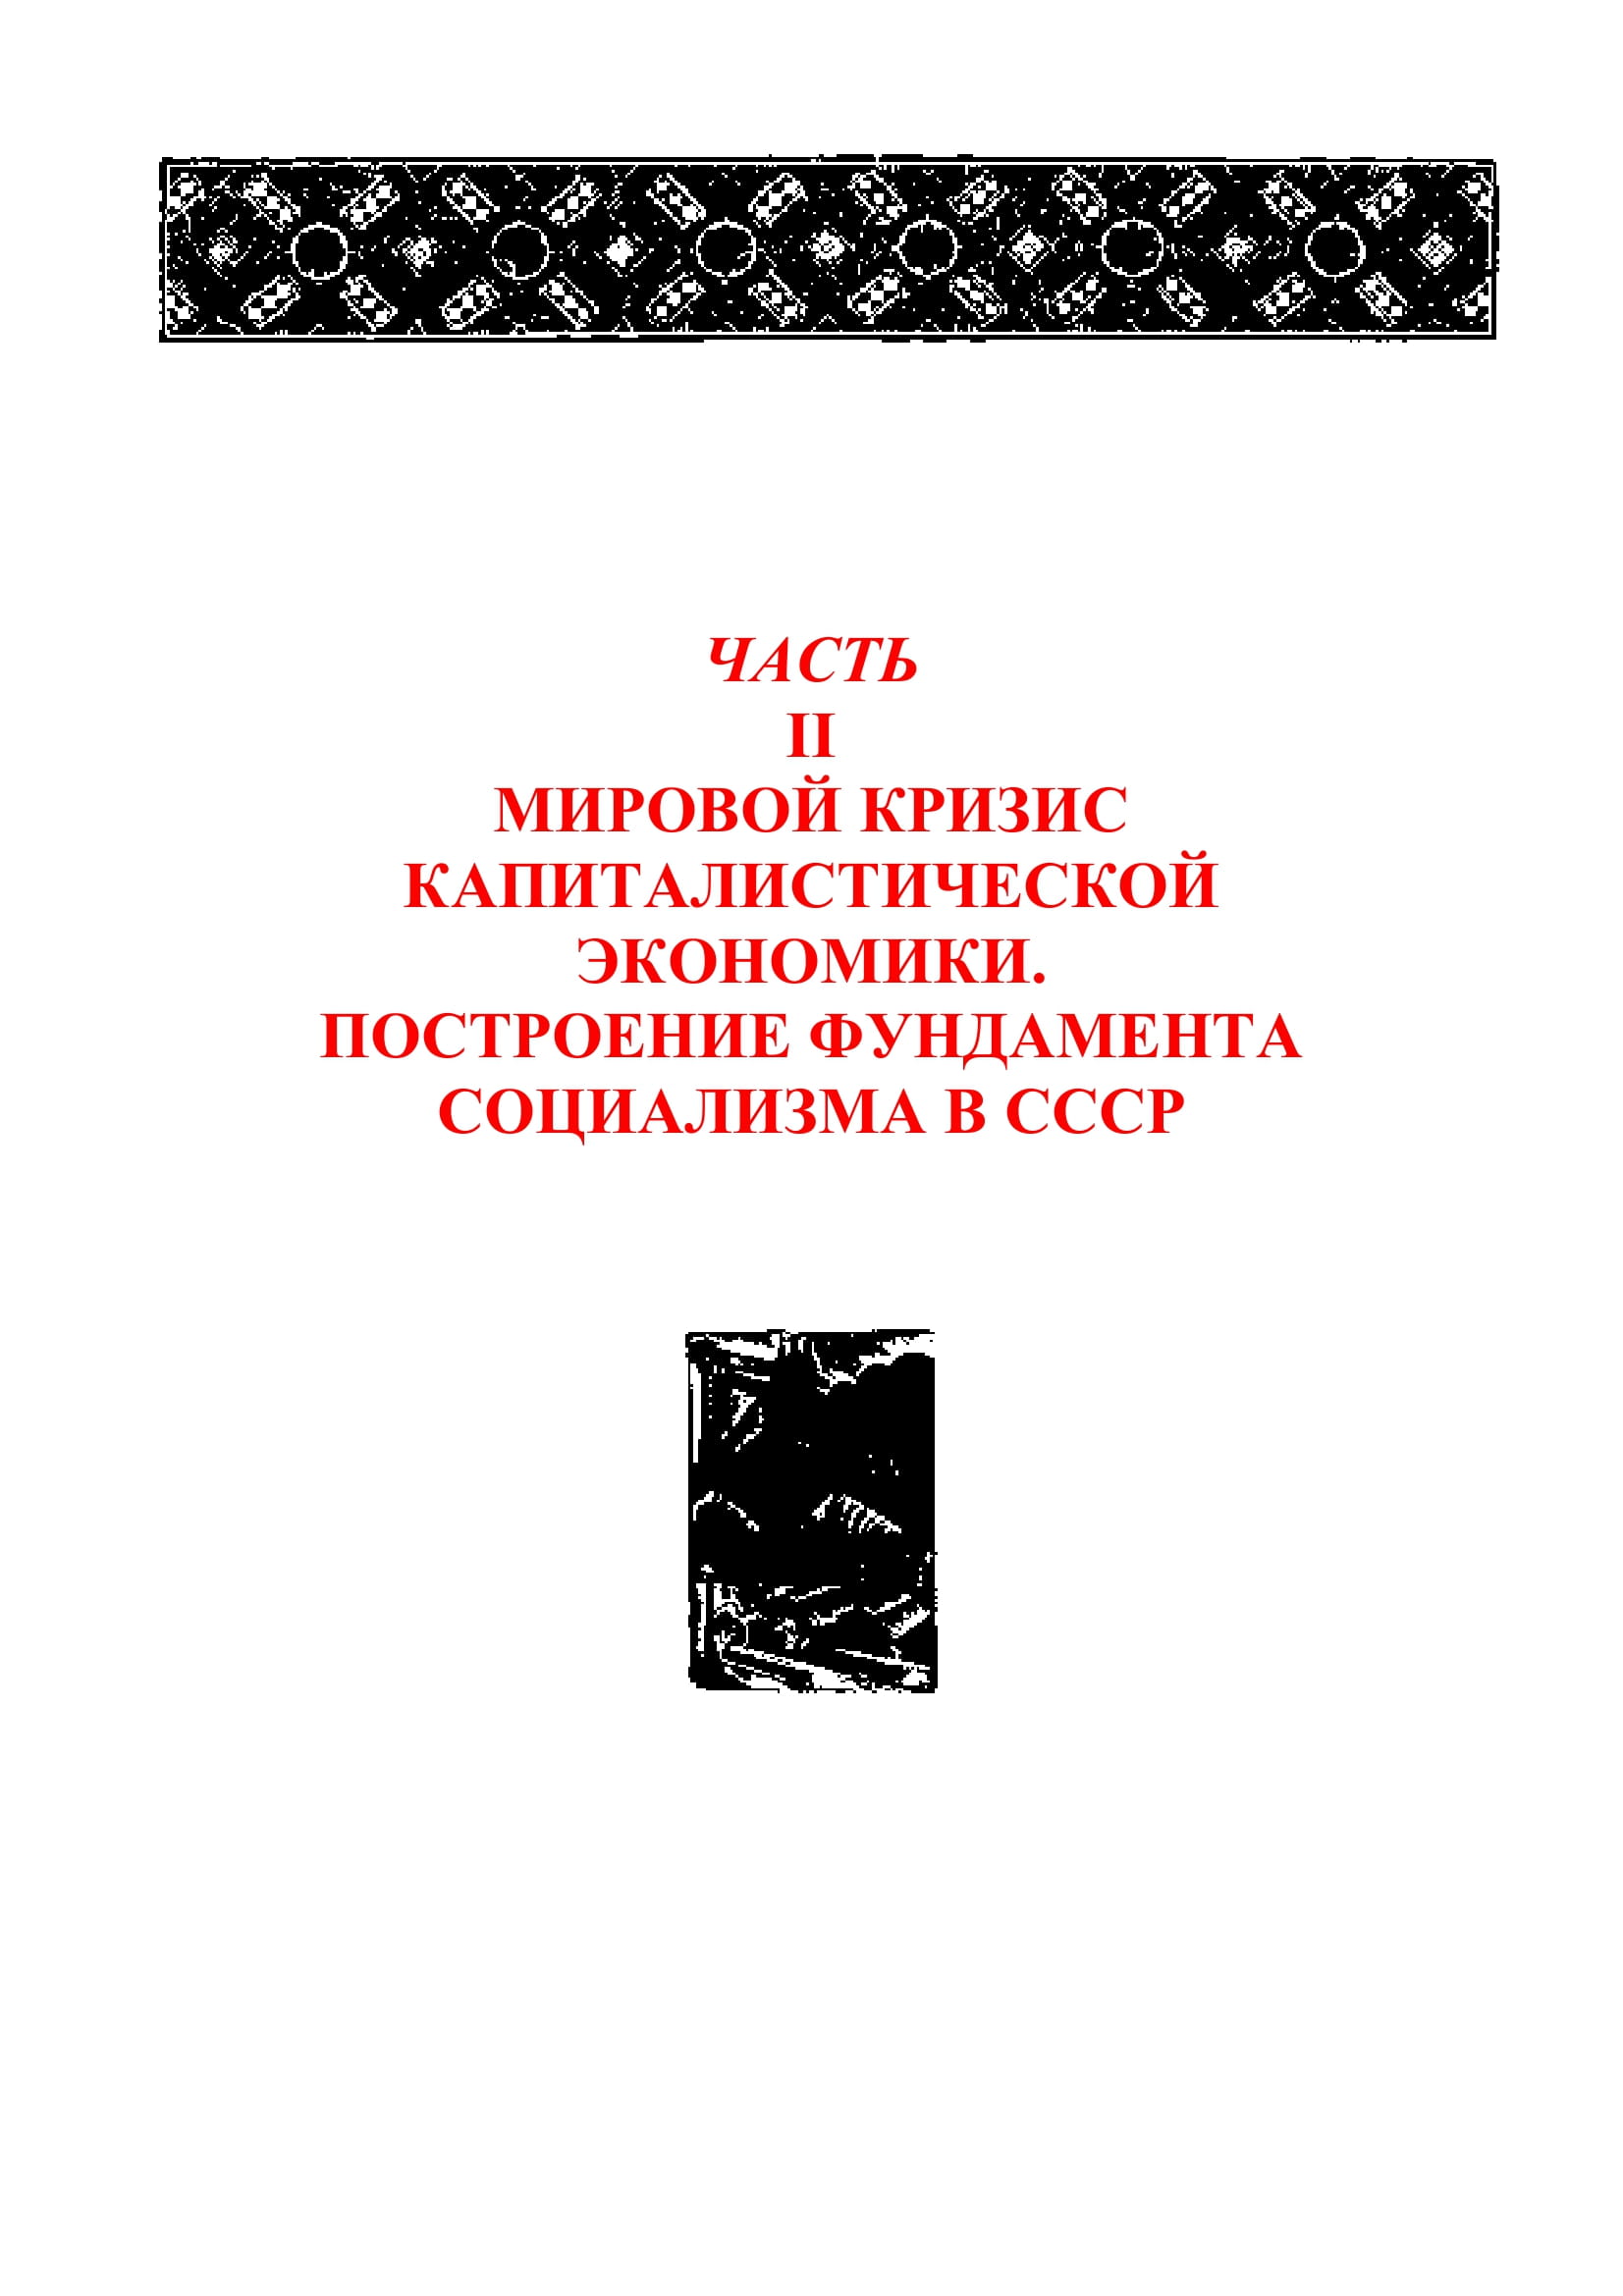 ЧАСТЬ
II
МИРОВОЙ КРИЗИС
КАПИТАЛИСТИЧЕСКОЙ
ЭКОНОМИКИ.
ПОСТРОЕНИЕ ФУНДАМЕНТА
СОЦИАЛИЗМА В СССР